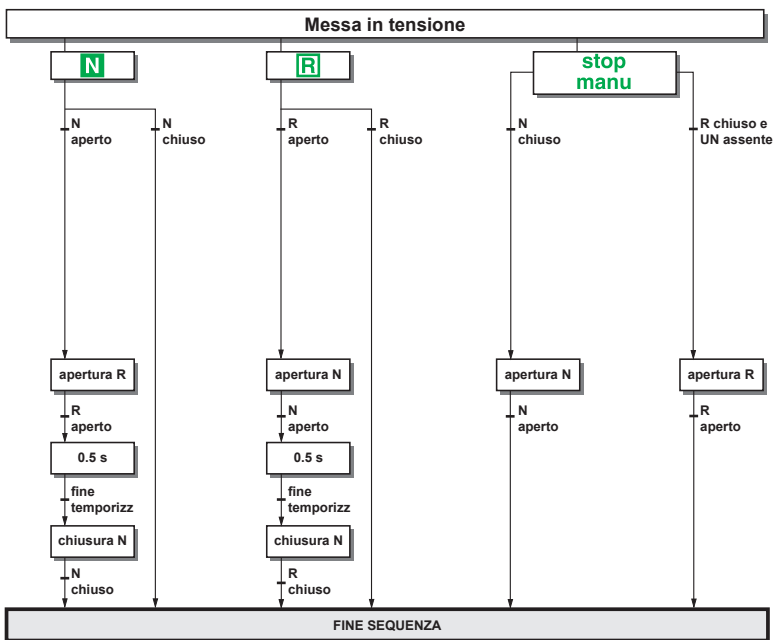 Messa in tensione
N
R
stop
manu
N
aperto
N
chiuso
R
aperto
R
chiuso
N
chiuso
R chiuso e
UN assente
apertura R
apertura N
apertura N
apertura R
R
aperto
N
aperto
N
aperto
R
aperto
0.5 s
0.5 s
fine
temporizz
fine
temporizz
chiusura N
chiusura N
N
chiuso
R
chiuso
FINE SEQUENZA